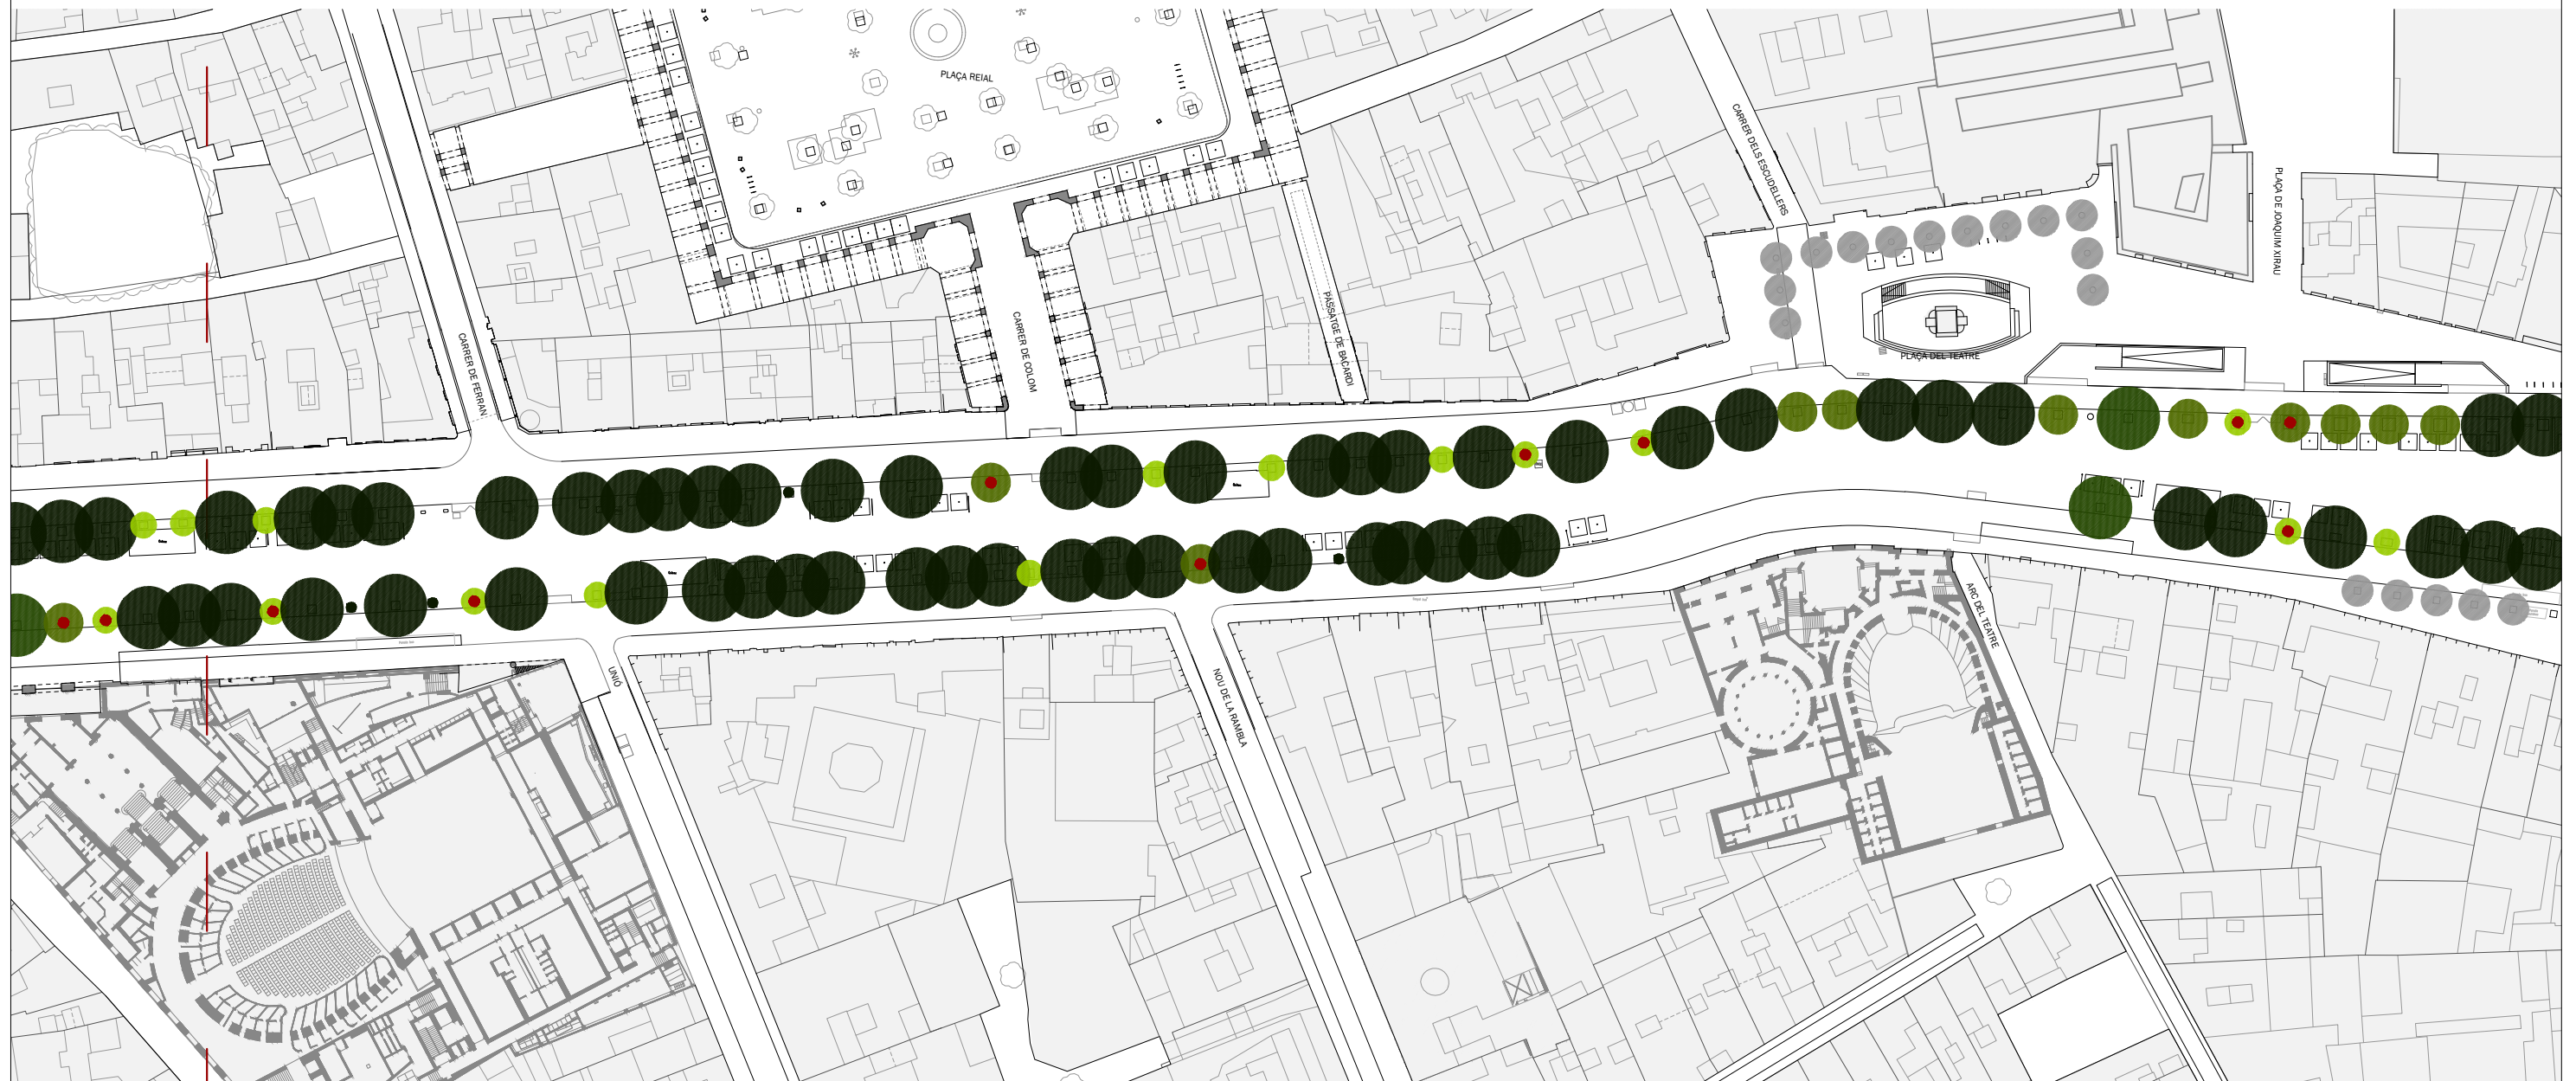 PLAÇA REIAL
CARRER DELS ESCUDELLERS
PLAÇA DE JOAQUIM XIRAU
CARRER DE FERRAN
CARRER DE COLOM
PASSATGE DE BACARDÍ
PLAÇA DEL TEATRE
UNIÓ
NOU DE LA RAMBLA
ARC DEL TEATRE